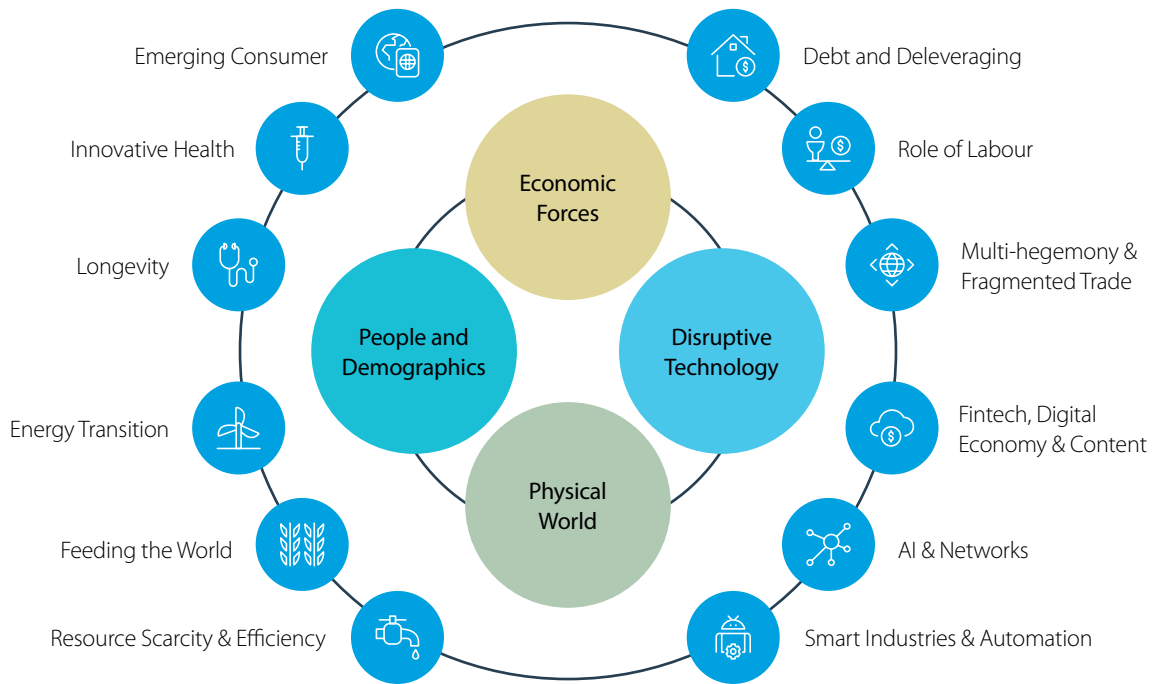 Emerging Consumer
Debt and Deleveraging
Innovative Health
Role of Labour
Economic
Forces
Longevity
Multi-hegemony &
Fragmented Trade
People and
Demographics
Disruptive
Technology
Energy Transition
Fintech, Digital
Economy & Content
Physical
World
Feeding the World
AI & Networks
Resource Scarcity & Efficiency
Smart Industries & Automation
$
$
$